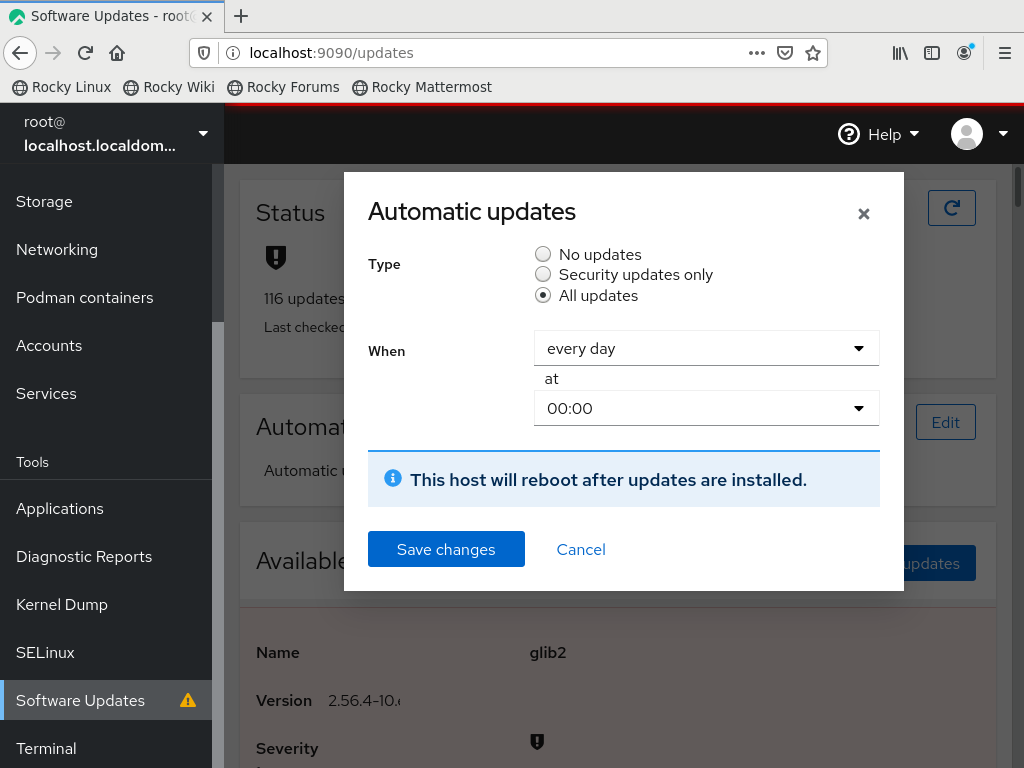 Software Updates - root@
localhost:9090/updates
Rocky Linux
Rocky Wiki
Rocky Forums
Rocky Mattermost
root@
localhost.localdom...
Help
Storage
Networking
Podman containers
Accounts
Services
Tools
Applications
Diagnostic Reports
Kernel Dump
SELinux
Software Updates
Terminal
Status
116 updates
Last checked
Automat
Edit
Automatic
Available
updates
Name
glib2
Version
2.56.4-10.
Severity
Automatic updates
Type
No updates
Security updates only
All updates
When
every day
at
00:00
This host will reboot after updates are installed.
Save changes
Cancel